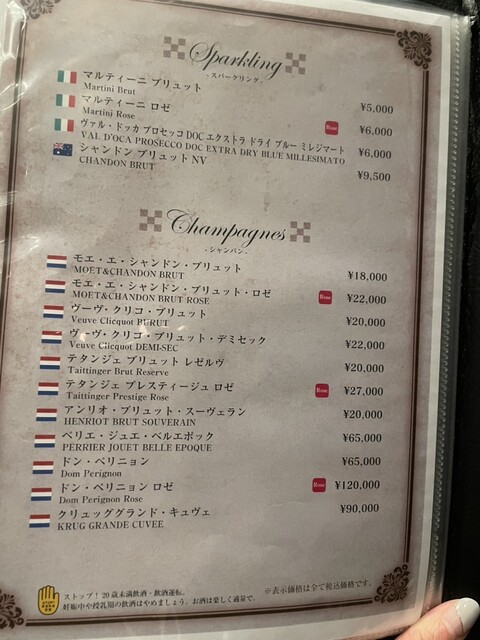 Sparkling
- スパークリング -
マルティーニ ブリュット
Martini Brut
¥5,000
マルティーニ ロゼ
Martini Rose
Rose
¥6,000
ヴァル・ドッカ プロセッコ DOC エクストラ ドライ ブルー ミレジマート
VAL D'OCA PROSECCO DOC EXTRA DRY BLUE MILLESIMATO
¥6,000
シャンドン ブリュット NV
CHANDON BRUT
¥9,500
Champagnes
- シャンパン -
モエ・エ・シャンドン・ブリュット
MOET&CHANDON BRUT
¥18,000
モエ・エ・シャンドン・ブリュット・ロゼ
MOET&CHANDON BRUT ROSE
Rose
¥22,000
ヴーヴ・クリコ・ブリュット
Veuve Clicquot BURUT
¥20,000
ヴーヴ・クリコ・ブリュット・デミセック
Veuve Clicquot DEMI-SEC
¥22,000
テタンジェ ブリュット レゼルヴ
Taittinger Brut Reserve
¥20,000
テタンジェ プレスティージュ ロゼ
Taittinger Prestige Rose
Rose
¥27,000
アンリオ・ブリュット・スーヴェラン
HENRIOT BRUT SOUVERAIN
¥20,000
ペリエ・ジュエ・ベルエポック
PERRIER JOUET BELLE EPOQUE
¥65,000
ドン・ペリニョン
Dom Perignon
¥65,000
ドン・ペリニョン ロゼ
Dom Perignon Rose
Rose
¥120,000
クリュッググランド・キュヴェ
KRUG GRANDE CUVEE
¥90,000
ストップ！20歳未満飲酒・飲酒運転。
妊娠中や授乳期の飲酒はやめましょう。お酒は楽しく適量で。
※表示価格は全て税込価格です。